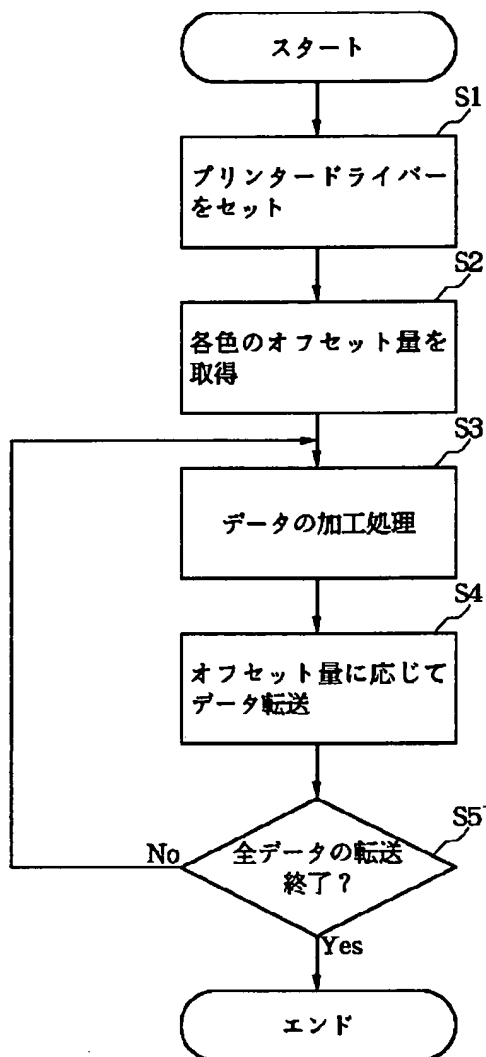 スタート
S1
プリンタードライバー
をセット
S2
各色のオフセット量を
取得
S3
データの加工処理
S4
オフセット量に応じて
データ転送
S5
全データの転送
終了？
No
Yes
エンド